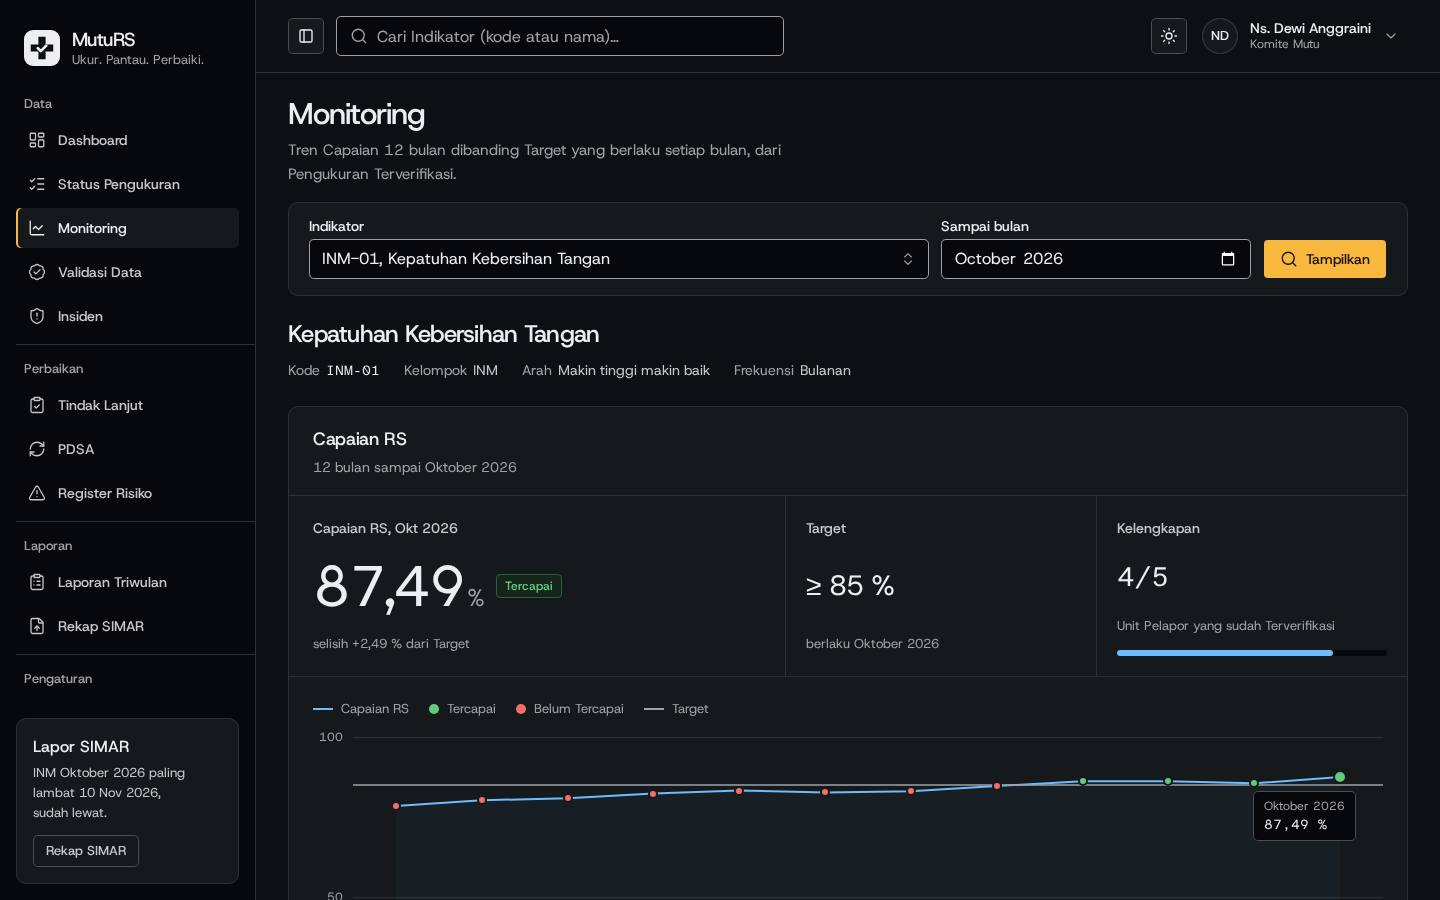 MutuRS
Ukur. Pantau. Perbaiki.
Data
Dashboard
Status Pengukuran
Monitoring
Validasi Data
Insiden
Perbaikan
Tindak Lanjut
PDSA
Register Risiko
Laporan
Laporan Triwulan
Rekap SIMAR
Pengaturan
Lapor SIMAR
INM Oktober 2026 paling
lambat 10 Nov 2026,
sudah lewat.
Rekap SIMAR
Cari Indikator (kode atau nama)...
ND
Ns. Dewi Anggraini
Komite Mutu
Monitoring
Tren Capaian 12 bulan dibanding Target yang berlaku setiap bulan, dari
Pengukuran Terverifikasi.
Indikator
INM-01, Kepatuhan Kebersihan Tangan
Sampai bulan
October 2026
Tampilkan
Kepatuhan Kebersihan Tangan
Kode INM-01 Kelompok INM Arah Makin tinggi makin baik Frekuensi Bulanan
Capaian RS
12 bulan sampai Oktober 2026
Capaian RS, Okt 2026
87,49 %
Tercapai
selisih +2,49 % dari Target
Target
≥ 85 %
berlaku Oktober 2026
Kelengkapan
4/5
Unit Pelapor yang sudah Terverifikasi
Capaian RS Tercapai Belum Tercapai Target
100
Oktober 2026
87,49 %
50